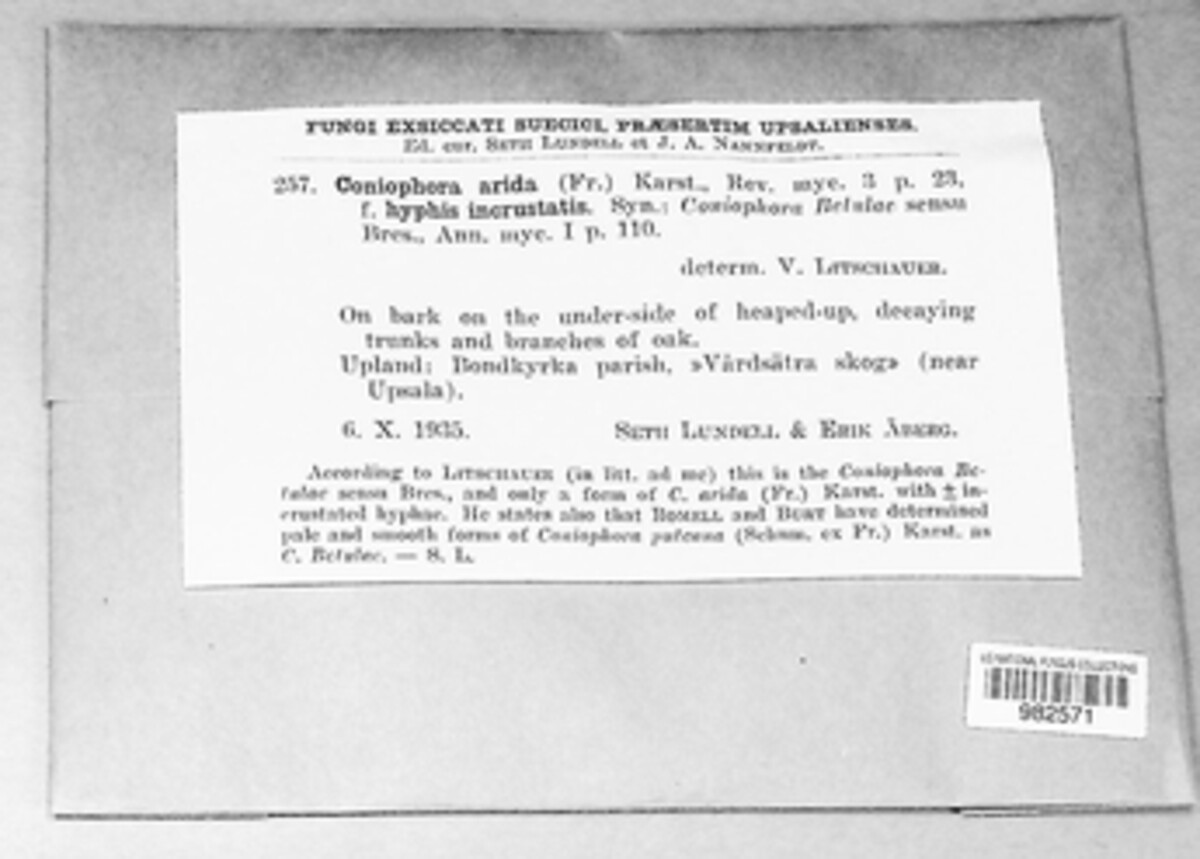 FUNGI EXSICCATI SUECICI, PRÆSERTIM UPSALIENSES.
Ed. cur. SETH LUNDELL et J. A. NANNFELDT.
257. Coniophora arida (Fr.) Karst., Rev. myc. 3 p. 23,
f. hyphis incrustatis. Syn.: Coniophora Betulae sensu
Bres., Ann. myc. I p. 110.
determ. V. LITSCHAUER.
On bark on the under-side of heaped-up, decaying
trunks and branches of oak.
Upland: Bondkyrka parish, »Vårdsätra skog» (near
Upsala).
6. X. 1935. SETH LUNDELL & ERIK ÅBERG.
According to LITSCHAUER (in litt. ad me) this is the Coniophora Be-
tulae sensu Bres., and only a form of C. arida (Fr.) Karst. with ± in-
crustated hyphae. He states also that ROMELL and BURT have determined
pale and smooth forms of Coniophora puteana (Schum. ex Fr.) Karst. as
C. Betulae. — S. L.
US NATIONAL FUNGUS COLLECTIONS
982571